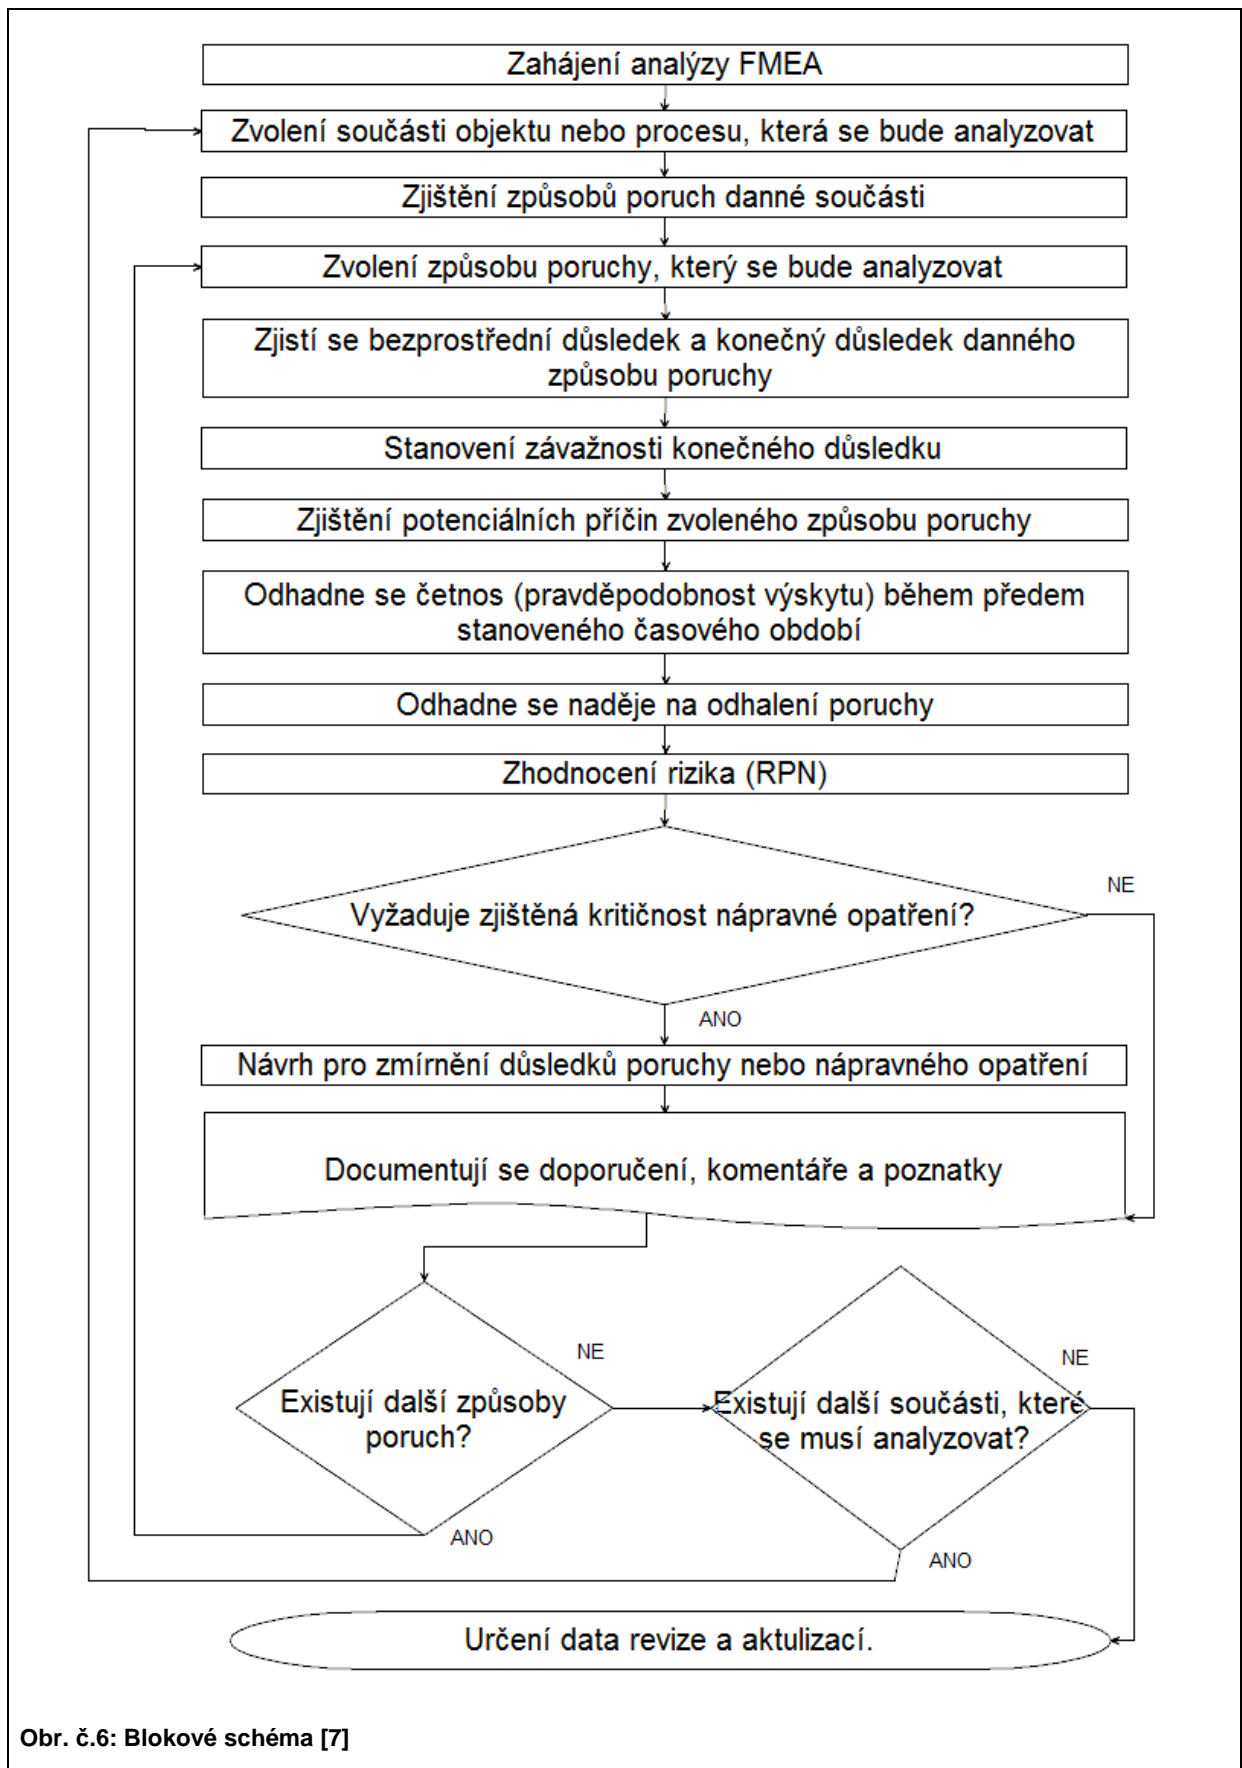 Zahájení analýzy FMEA
Zvolení součásti objektu nebo procesu, která se bude analyzovat
Zjištění způsobů poruch danné součásti
Zvolení způsobu poruchy, který se bude analyzovat
Zjistí se bezprostřední důsledek a konečný důsledek danného
způsobu poruchy
Stanovení závažnosti konečného důsledku
Zjištění potenciálních příčin zvoleného způsobu poruchy
Odhadne se četnos (pravděpodobnost výskytu) během předem
stanoveného časového období
Odhadne se naděje na odhalení poruchy
Zhodnocení rizika (RPN)
NE
Vyžaduje zjištěná kritičnost nápravné opatření?
ANO
Návrh pro zmírnění důsledků poruchy nebo nápravného opatření
Documentují se doporučení, komentáře a poznatky
NE
Existují další způsoby
poruch?
ANO
NE
Existují další součásti, které
se musí analyzovat?
ANO
Určení data revize a aktulizací.
Obr. č.6: Blokové schéma [7]